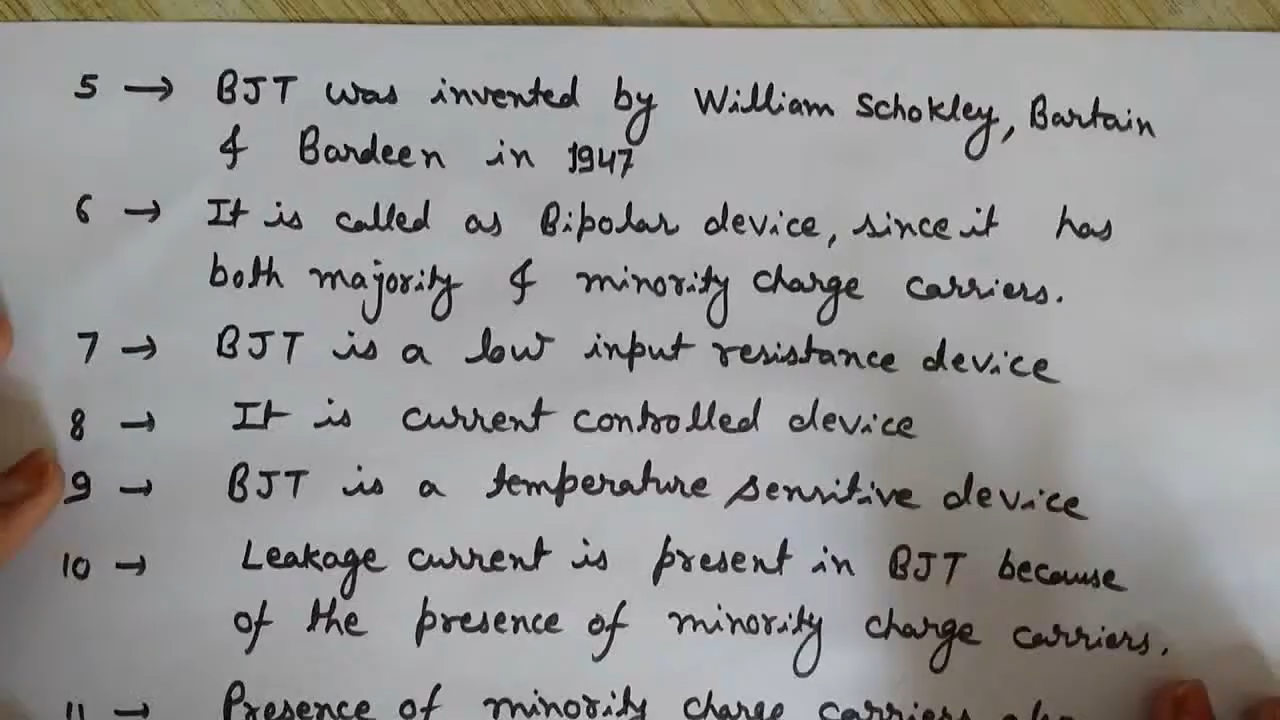 5 → BJT was invented by William Schokley, Bartain
& Bardeen in 1947
6 → It is called as Bipolar device, since it has
both majority & minority charge carriers.
7 → BJT is a low input resistance device
8 → It is current controlled device
9 → BJT is a temperature sensitive device
10 → Leakage current is present in BJT because
of the presence of minority charge carriers.
11 → Presence of minority charge carriers also